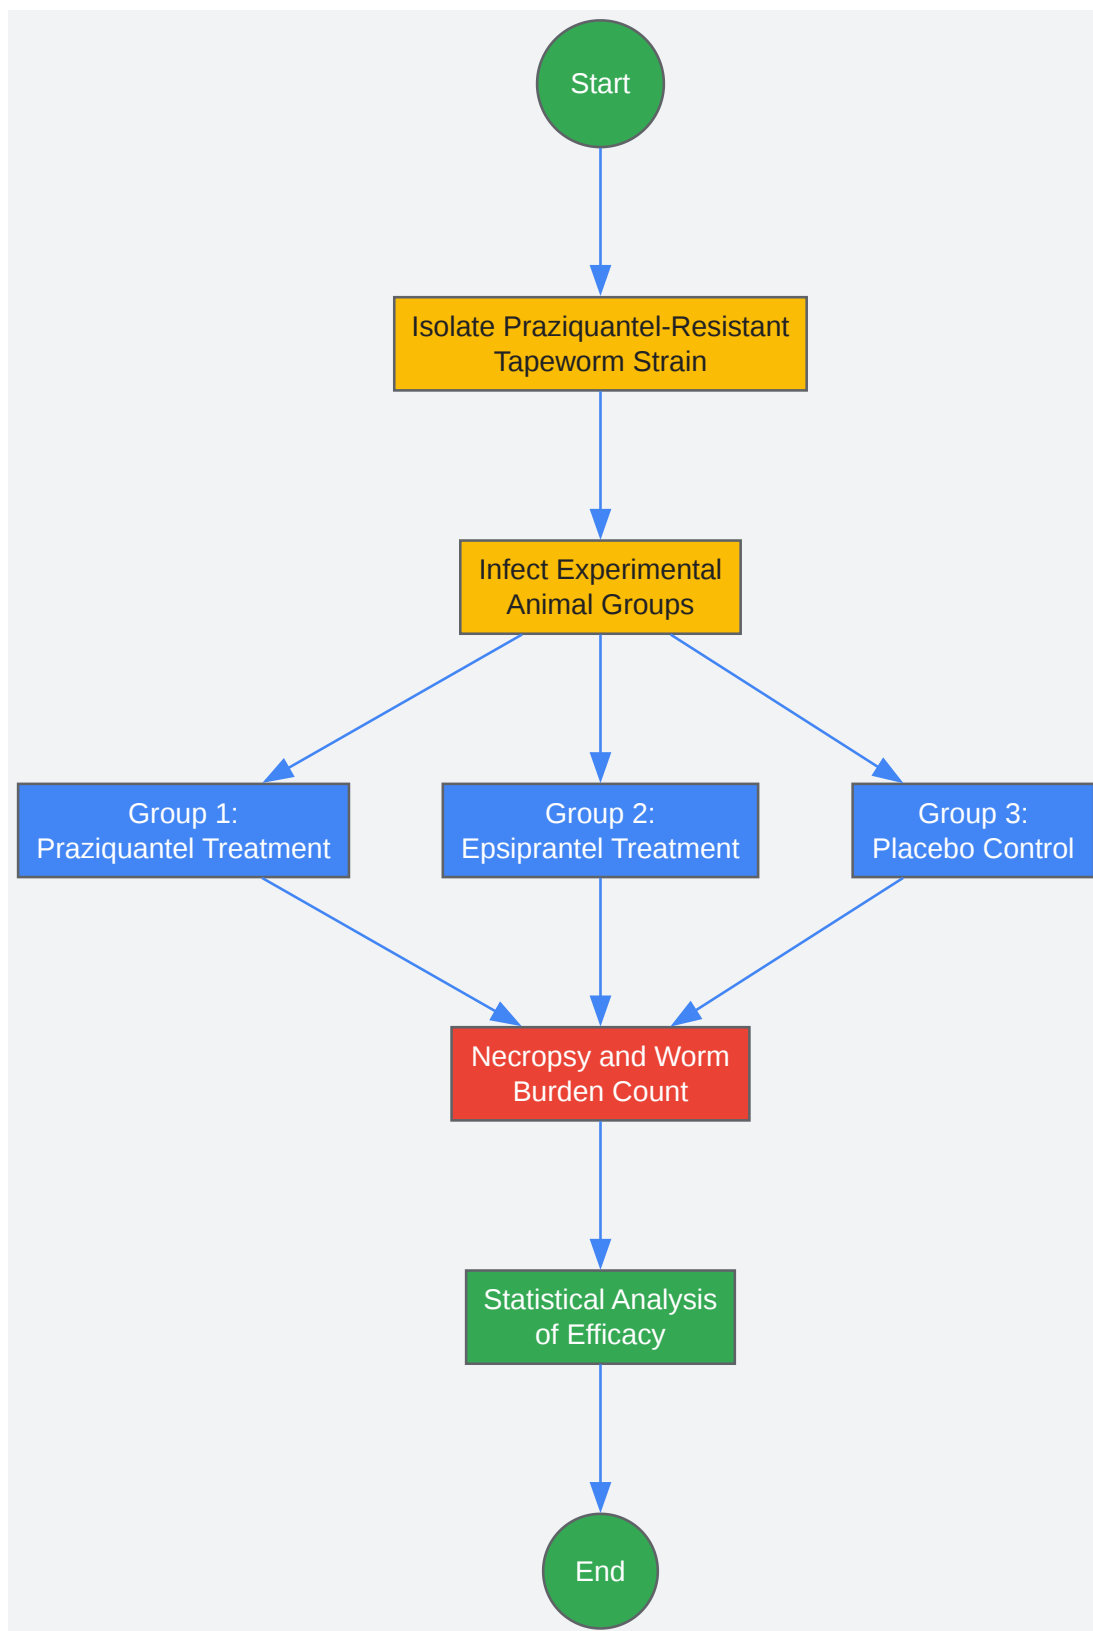 Start
Isolate Praziquantel-Resistant
Tapeworm Strain
Infect Experimental
Animal Groups
Group 1:
Praziquantel Treatment
Group 2:
Epsiprantel Treatment
Group 3:
Placebo Control
Necropsy and Worm
Burden Count
Statistical Analysis
of Efficacy
End